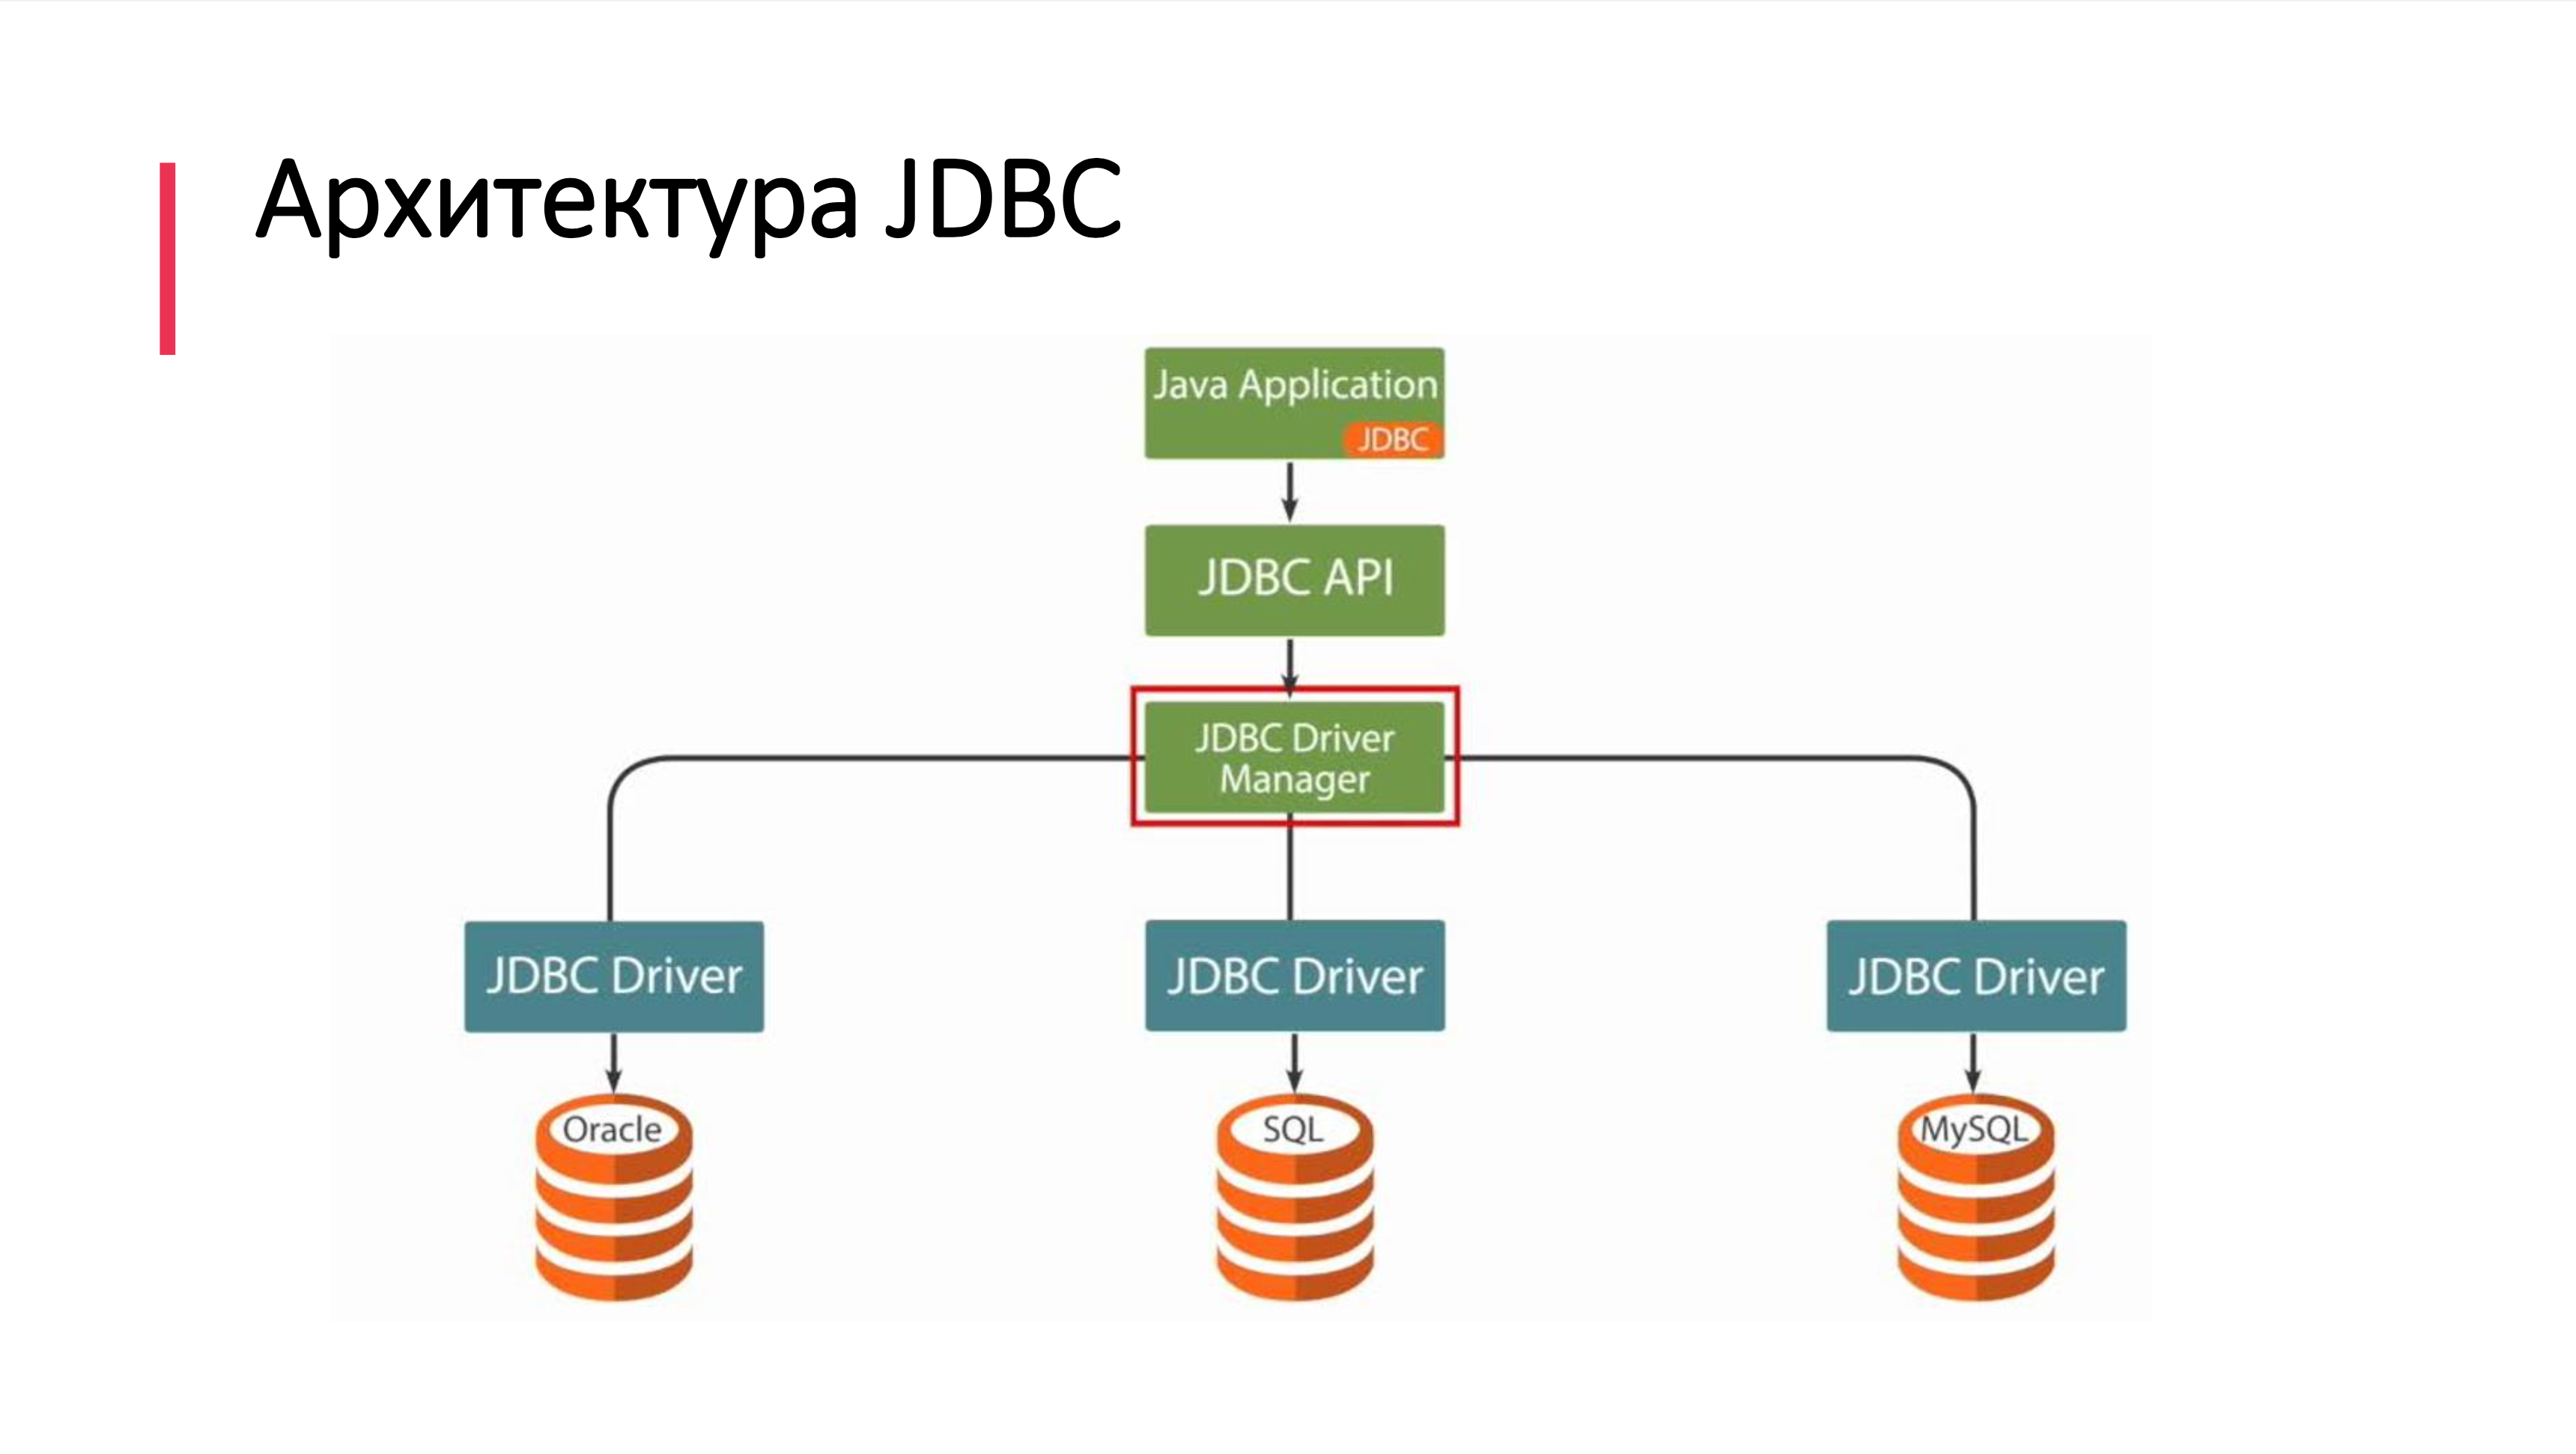 Архитектура JDBC
Java Application
JDBC
JDBC API
JDBC Driver
Manager
JDBC Driver
JDBC Driver
JDBC Driver
Oracle
SQL
MySQL